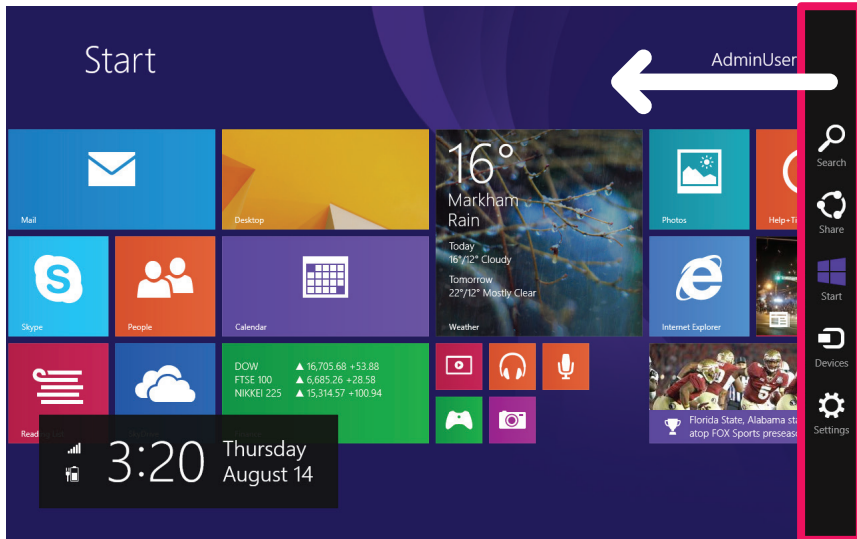 Start
AdminUser
Search
Share
Start
Devices
Settings
Mail
Desktop
16°
Markham
Rain
Today
16°/12° Cloudy
Tomorrow
22°/12° Mostly Clear
Weather
Photos
Help+Ti
Skype
People
Calendar
Internet Explorer
DOW ▲ 16,705.68 +53.88
FTSE 100 ▲ 6,685.26 +28.58
NIKKEI 225 ▲ 15,314.57 +100.94
Florida State, Alabama sta
atop FOX Sports preseaso
3:20
Thursday
August 14